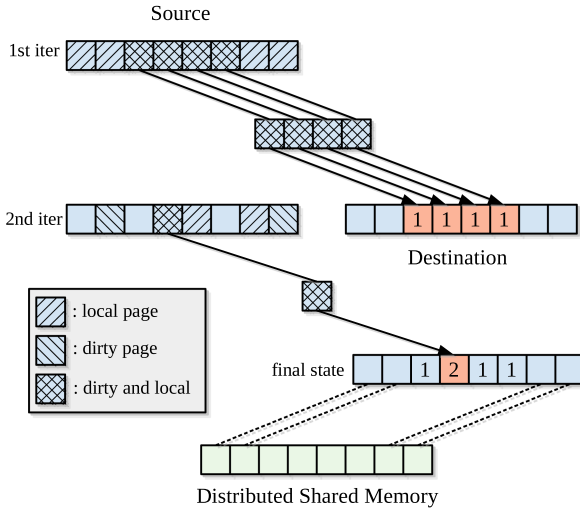 Source
1st iter
2nd iter
1 1 1 1
Destination
: local page
: dirty page
: dirty and local
final state
1 2 1 1
Distributed Shared Memory